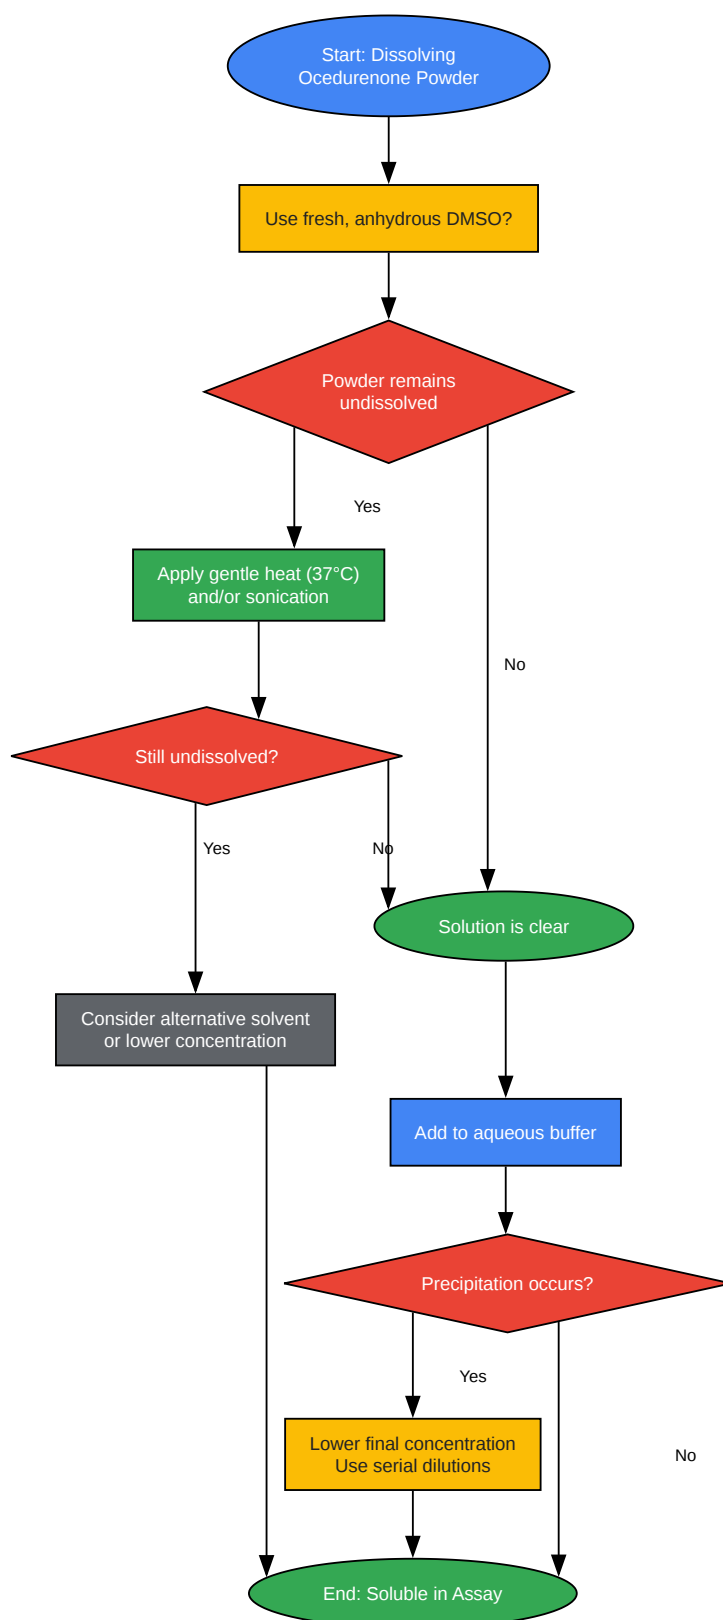 Start: Dissolving
Ocedurenone Powder
Use fresh, anhydrous DMSO?
Powder remains
undissolved
Yes
Apply gentle heat (37°C)
and/or sonication
No
Still undissolved?
Yes
No
Solution is clear
Consider alternative solvent
or lower concentration
Add to aqueous buffer
Precipitation occurs?
Yes
Lower final concentration
Use serial dilutions
No
End: Soluble in Assay